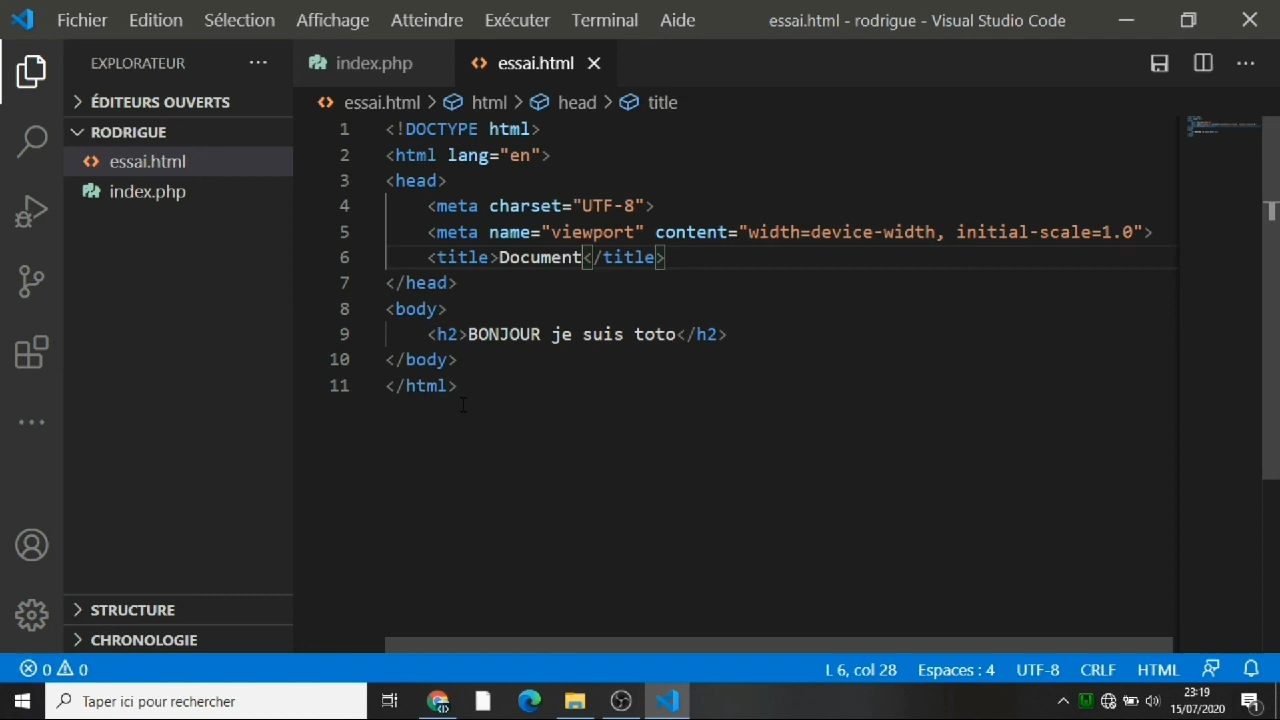 Fichier Edition Sélection Affichage Atteindre Exécuter Terminal Aide essai.html - rodrigue - Visual Studio Code
EXPLORATEUR
index.php
essai.html
ÉDITEURS OUVERTS
essai.html > html > head > title
RODRIGUE
essai.html
index.php
1 <!DOCTYPE html>
2 <html lang="en">
3 <head>
4 <meta charset="UTF-8">
5 <meta name="viewport" content="width=device-width, initial-scale=1.0">
6 <title>Document</title>
7 </head>
8 <body>
9 <h2>BONJOUR je suis toto</h2>
10 </body>
11 </html>
STRUCTURE
CHRONOLOGIE
0 0 L 6, col 28 Espaces : 4 UTF-8 CRLF HTML
Taper ici pour rechercher
23:19
15/07/2020
1